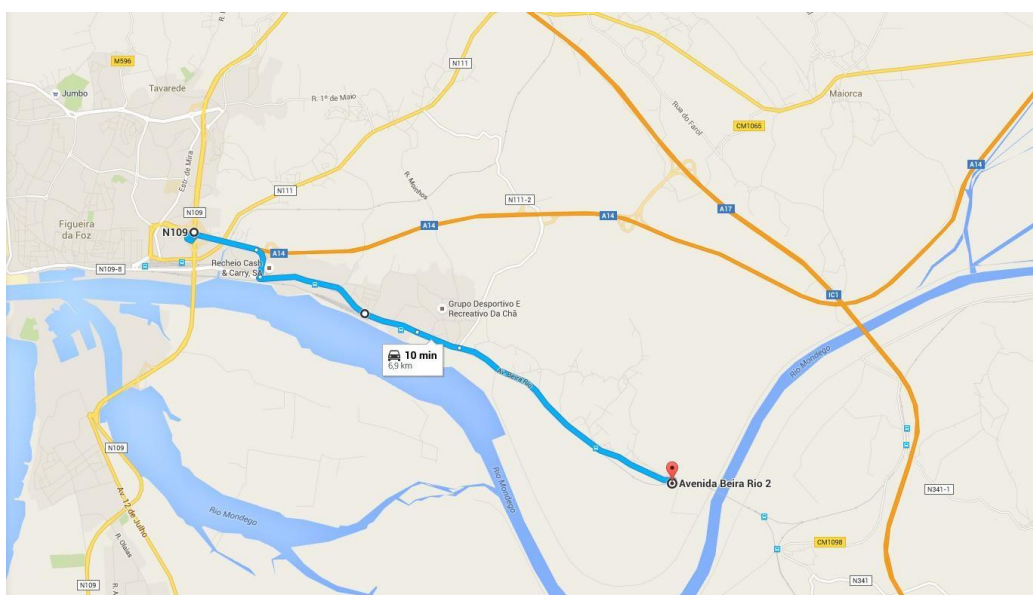 M596
N111
Jumbo
Tavarede
R. 1º de Maio
Maiorca
Rua do Farol
CM1065
Estr. de Mira
A14
R. Moinhos
N111
N111-2
N109
A17
A14
A14
Figueira
da Foz
N109
A14
N109-8
Recheio Cash
& Carry, SA
IC1
Grupo Desportivo E
Recreativo Da Chã
10 min
6,9 km
Rio Mondego
Av. Beira Rio
N109
Avenida Beira Rio 2
Rio Mondego
N341-1
Av. 12 de Julho
Rio Mondego
R. Olaias
CM1098
N109
N341